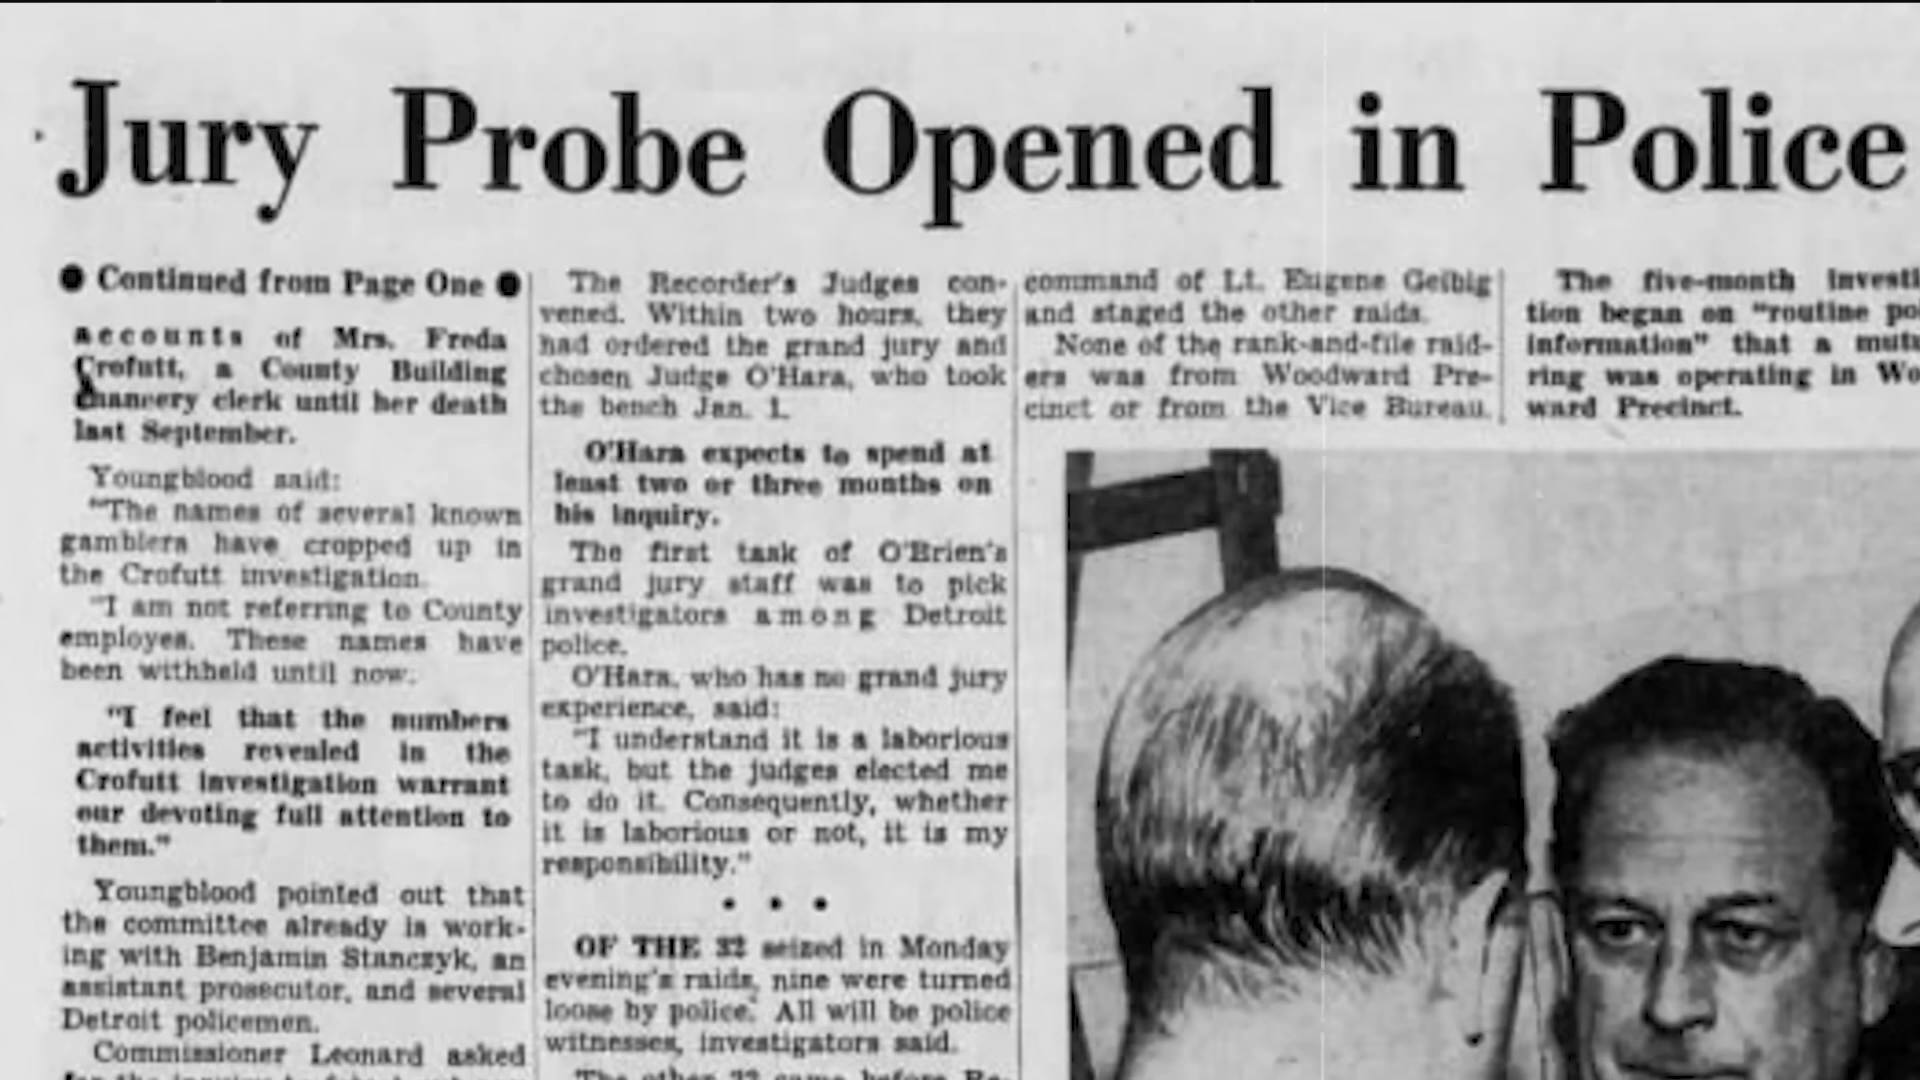 Jury Probe Opened in Police
● Continued from Page One ●
accounts of Mrs. Freda
Crofutt, a County Building
chancery clerk until her death
last September.
Youngblood said:
"The names of several known
gamblers have cropped up in
the Crofutt investigation.
"I am not referring to County
employes. These names have
been withheld until now.
"I feel that the numbers
activities revealed in the
Crofutt investigation warrant
our devoting full attention to
them."
Youngblood pointed out that
the committee already is work-
ing with Benjamin Stanczyk, an
assistant prosecutor, and several
Detroit policemen.
Commissioner Leonard asked
The Recorder's Judges con-
vened. Within two hours, they
had ordered the grand jury and
chosen Judge O'Hara, who took
the bench Jan. 1.
O'Hara expects to spend at
least two or three months on
his inquiry.
The first task of O'Brien's
grand jury staff was to pick
investigators among Detroit
police.
O'Hara, who has no grand jury
experience, said:
"I understand it is a laborious
task, but the judges elected me
to do it. Consequently, whether
it is laborious or not, it is my
responsibility."
• • •
OF THE 32 seized in Monday
evening's raids, nine were turned
loose by police. All will be police
witnesses, investigators said.
command of Lt. Eugene Geibig
and staged the other raids.
None of the rank-and-file raid-
ers was from Woodward Pre-
cinct or from the Vice Bureau.
The five-month investi
tion began on "routine po
information" that a mutu
ring was operating in Wo
ward Precinct.